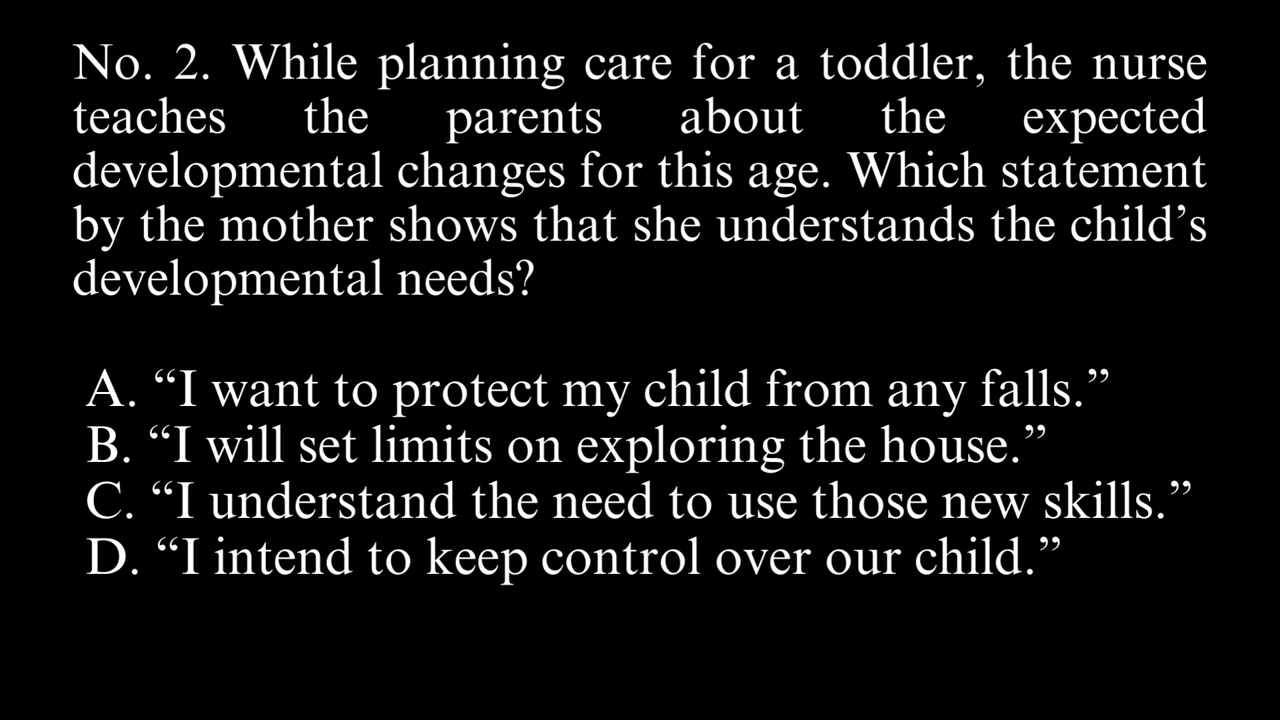 No. 2. While planning care for a toddler, the nurse
teaches the parents about the expected
developmental changes for this age. Which statement
by the mother shows that she understands the child’s
developmental needs?
A. “I want to protect my child from any falls.”
B. “I will set limits on exploring the house.”
C. “I understand the need to use those new skills.”
D. “I intend to keep control over our child.”